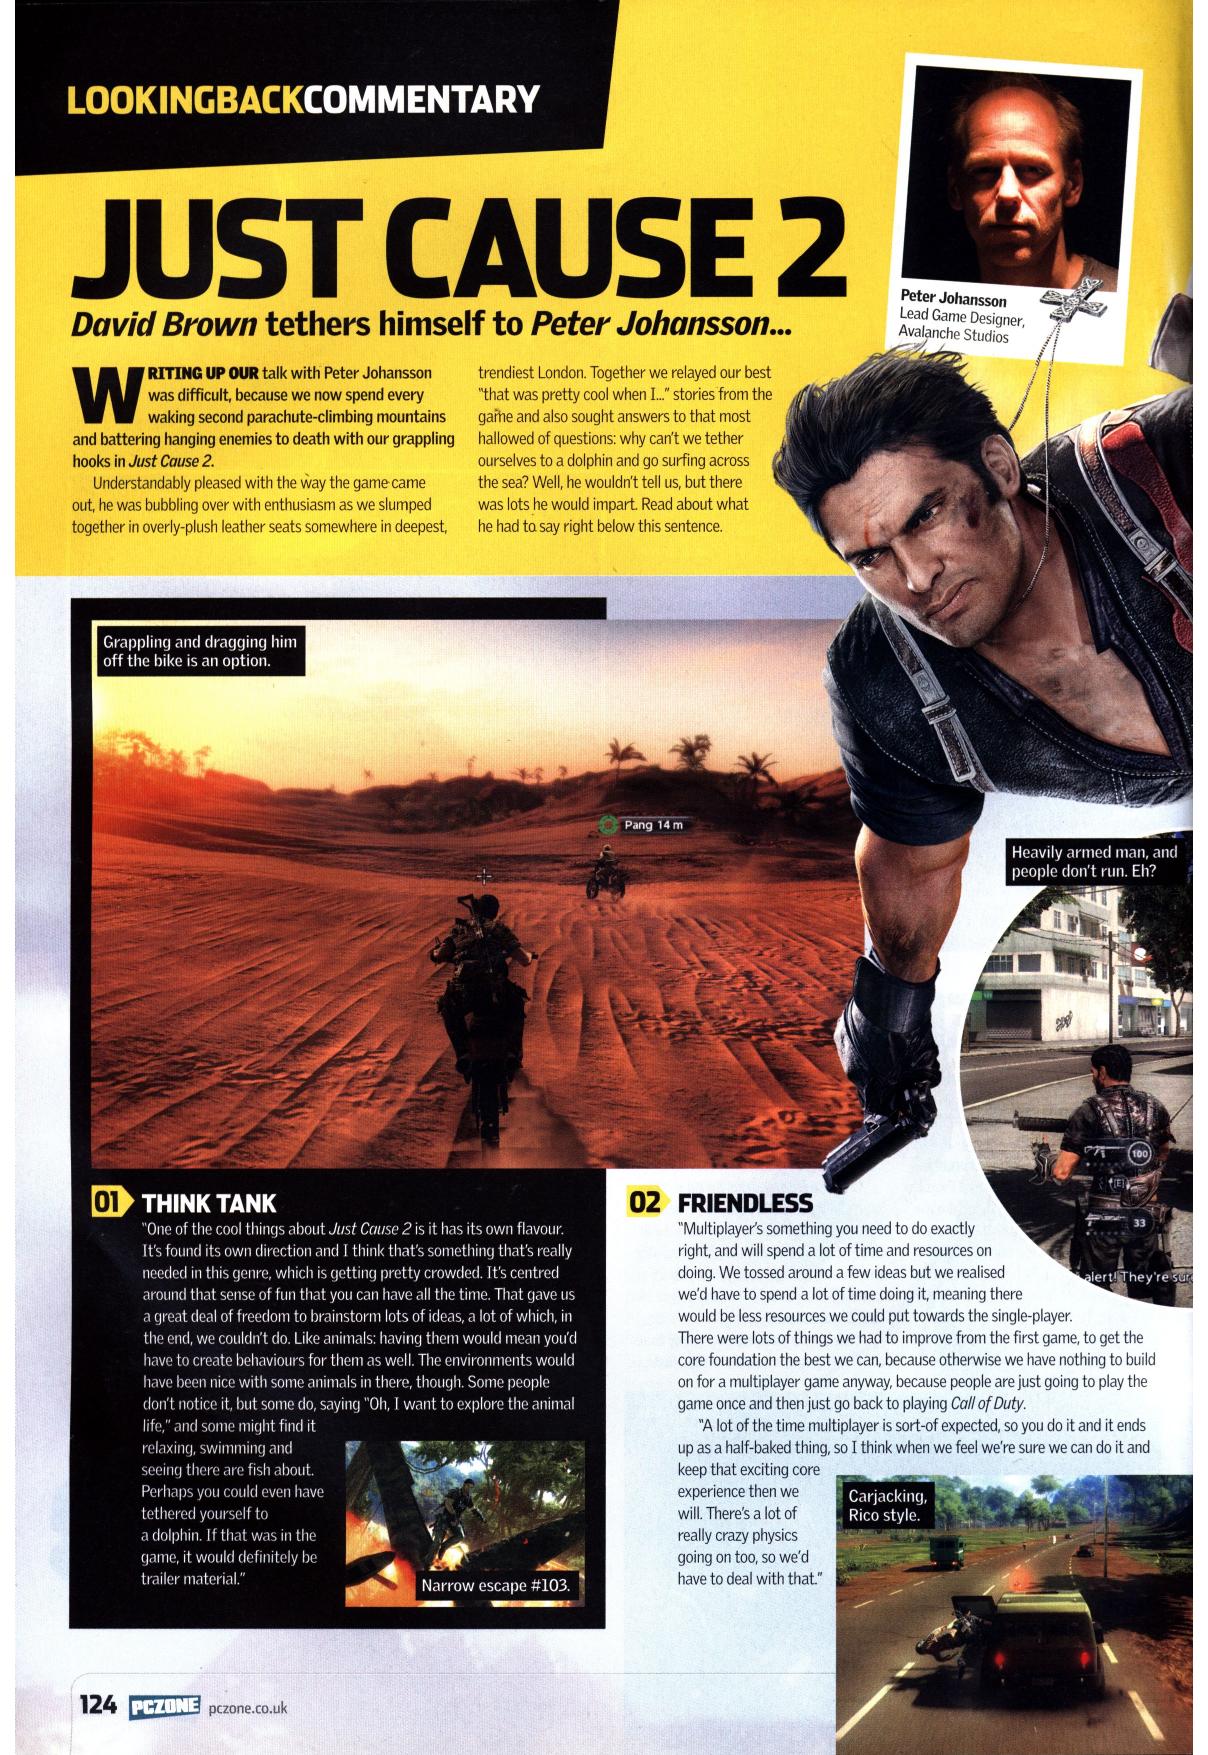 LOOKINGBACKCOMMENTARY
JUST CAUSE 2
David Brown tethers himself to Peter Johansson...
Peter Johansson
Lead Game Designer,
Avalanche Studios
WRITING UP OUR talk with Peter Johansson
was difficult, because we now spend every
waking second parachute-climbing mountains
and battering hanging enemies to death with our grappling
hooks in Just Cause 2.
Understandably pleased with the way the game came
out, he was bubbling over with enthusiasm as we slumped
together in overly-plush leather seats somewhere in deepest,
trendiest London. Together we relayed our best
"that was pretty cool when I..." stories from the
game and also sought answers to that most
hallowed of questions: why can't we tether
ourselves to a dolphin and go surfing across
the sea? Well, he wouldn't tell us, but there
was lots he would impart. Read about what
he had to say right below this sentence.
Grappling and dragging him
off the bike is an option.
Pang 14 m
Heavily armed man, and
people don't run. Eh?
100
[E]
33
alert! They're sur
01 THINK TANK
"One of the cool things about Just Cause 2 is it has its own flavour.
It's found its own direction and I think that's something that's really
needed in this genre, which is getting pretty crowded. It's centred
around that sense of fun that you can have all the time. That gave us
a great deal of freedom to brainstorm lots of ideas, a lot of which, in
the end, we couldn't do. Like animals: having them would mean you'd
have to create behaviours for them as well. The environments would
have been nice with some animals in there, though. Some people
don't notice it, but some do, saying "Oh, I want to explore the animal
life," and some might find it
relaxing, swimming and
seeing there are fish about.
Perhaps you could even have
tethered yourself to
a dolphin. If that was in the
game, it would definitely be
trailer material."
Narrow escape #103.
02 FRIENDLESS
"Multiplayer's something you need to do exactly
right, and will spend a lot of time and resources on
doing. We tossed around a few ideas but we realised
we'd have to spend a lot of time doing it, meaning there
would be less resources we could put towards the single-player.
There were lots of things we had to improve from the first game, to get the
core foundation the best we can, because otherwise we have nothing to build
on for a multiplayer game anyway, because people are just going to play the
game once and then just go back to playing Call of Duty.
"A lot of the time multiplayer is sort-of expected, so you do it and it ends
up as a half-baked thing, so I think when we feel we're sure we can do it and
keep that exciting core
experience then we
will. There's a lot of
really crazy physics
going on too, so we'd
have to deal with that."
Carjacking,
Rico style.
124 PCZONE pczone.co.uk